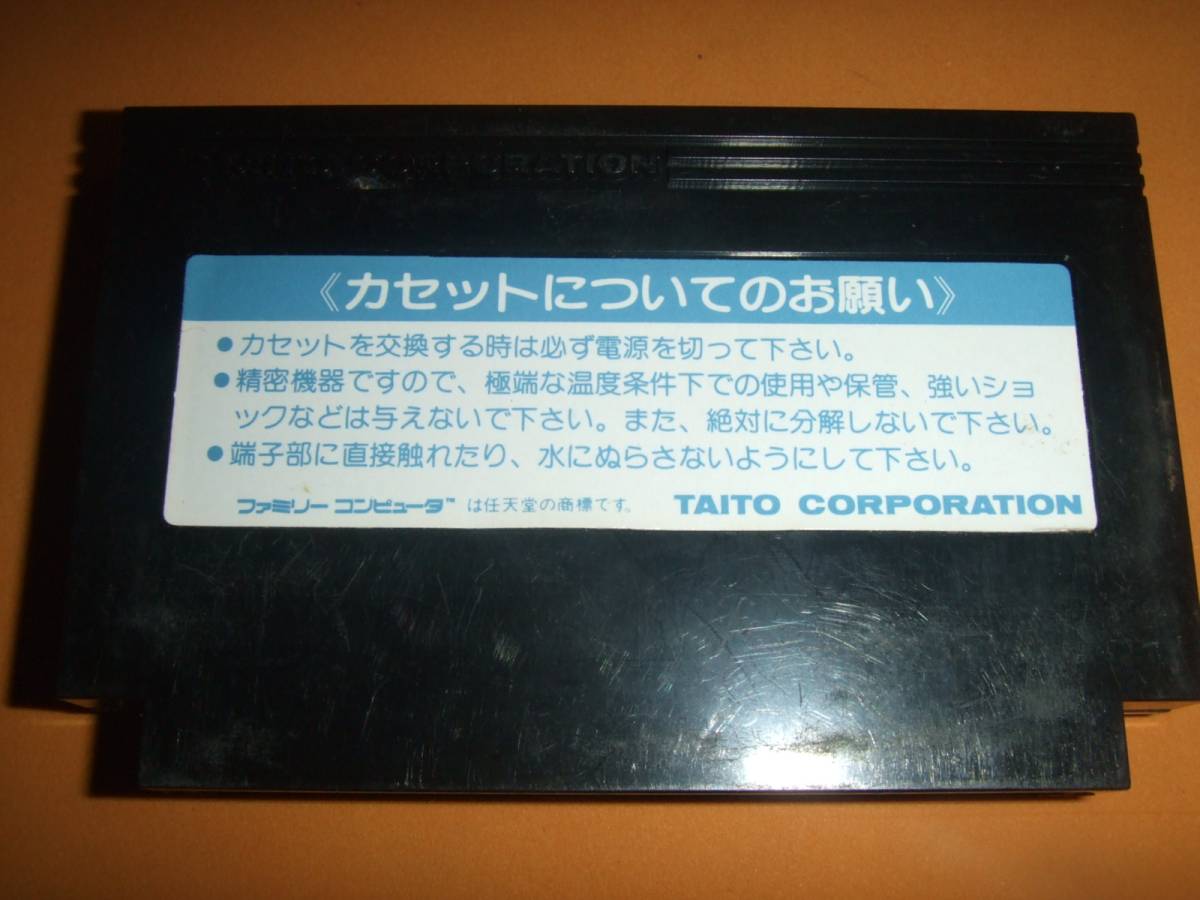 CORPORATION
《カセットについてのお願い》
●カセットを交換する時は必ず電源を切って下さい。
●精密機器ですので、極端な温度条件下での使用や保管、強いショ
ックなどは与えないで下さい。また、絶対に分解しないで下さい。
●端子部に直接触れたり、水にぬらさないようにして下さい。
ファミリーコンピュータ™は任天堂の商標です。 TAITO CORPORATION